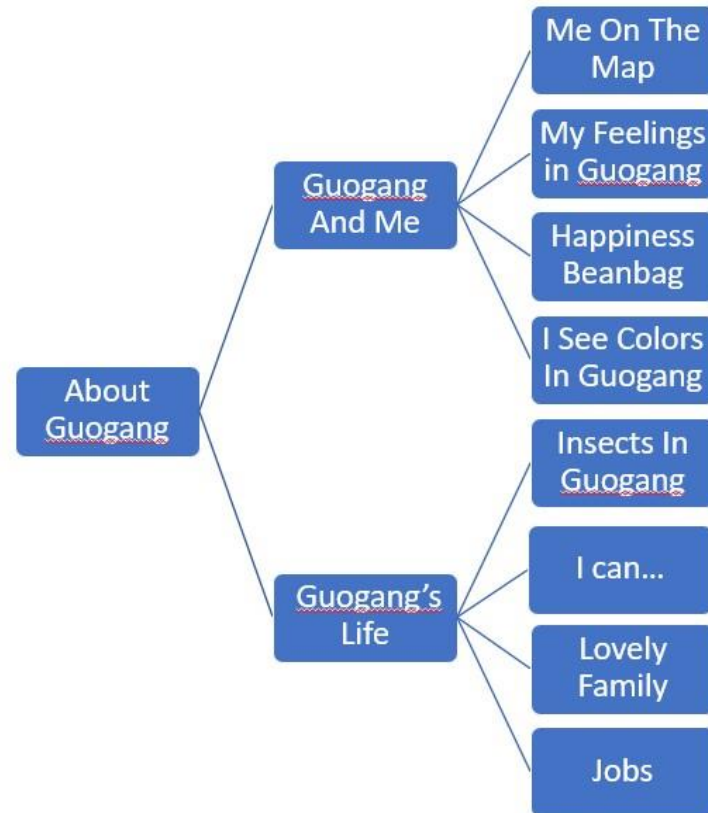 About
Guogang
Guogang
And Me
Me On The
Map
My Feelings
in Guogang
Happiness
Beanbag
I See Colors
In Guogang
Guogang's
Life
Insects In
Guogang
I can...
Lovely
Family
Jobs